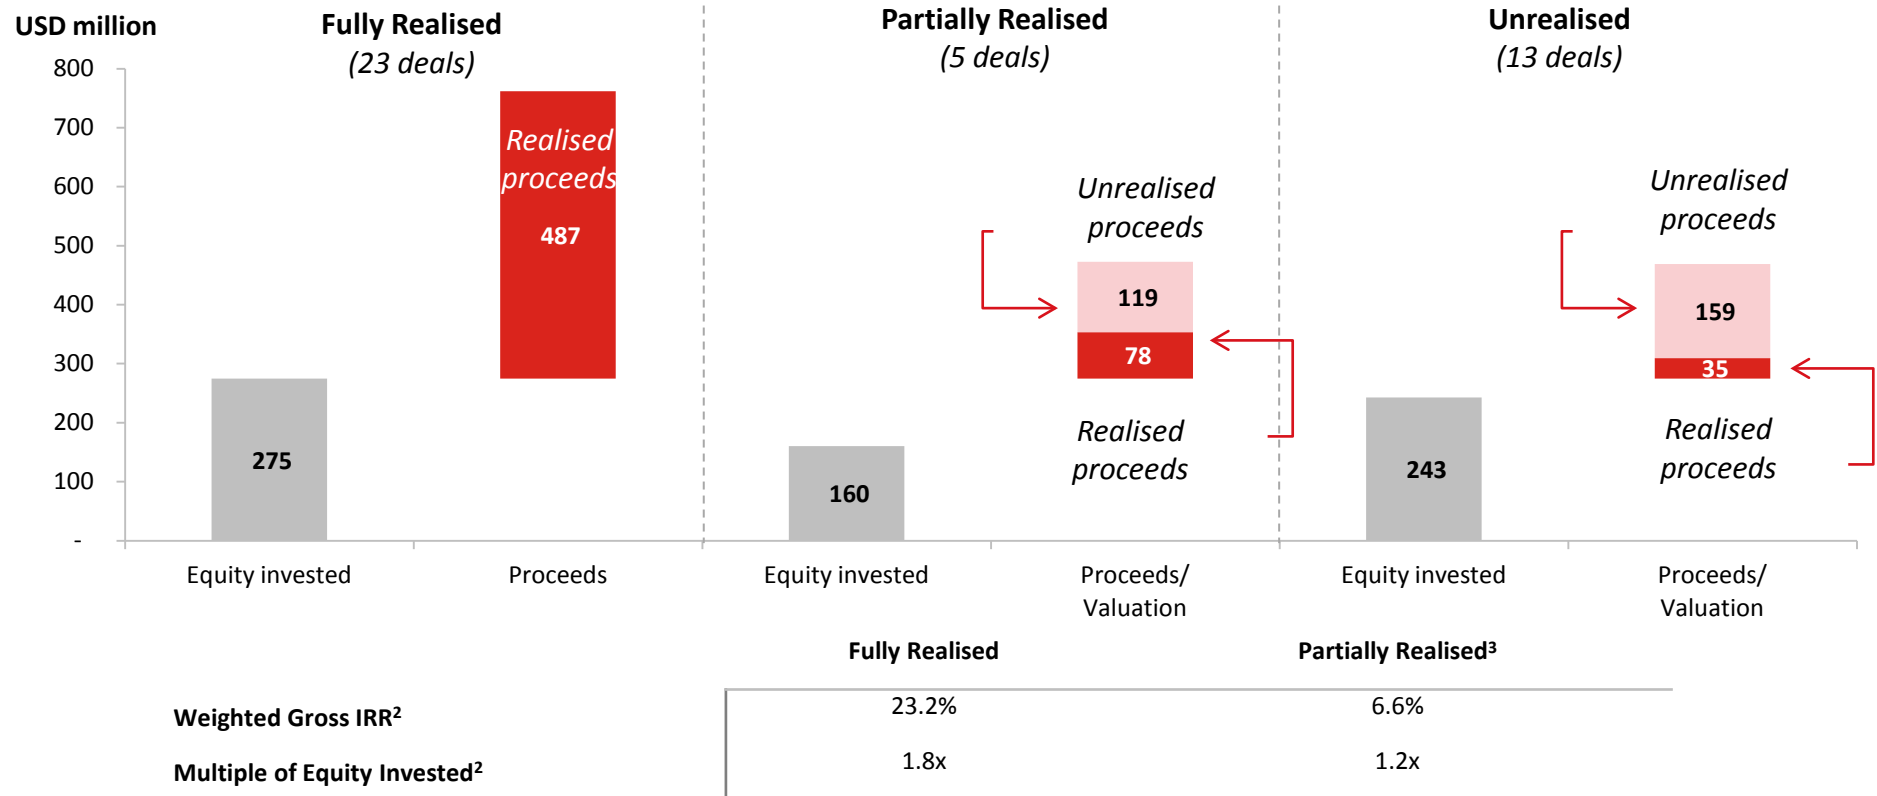 USD million
Fully Realised
(23 deals)
Partially Realised
(5 deals)
Unrealised
(13 deals)
800
700
600
500
400
300
200
100
-
Realised
proceeds
487
275
Unrealised
proceeds
119
78
Realised
proceeds
160
Unrealised
proceeds
159
35
Realised
proceeds
243
Equity invested
Proceeds
Equity invested
Proceeds/
Valuation
Equity invested
Proceeds/
Valuation
Fully Realised
Partially Realised³
Weighted Gross IRR²
23.2%
6.6%
Multiple of Equity Invested²
1.8x
1.2x